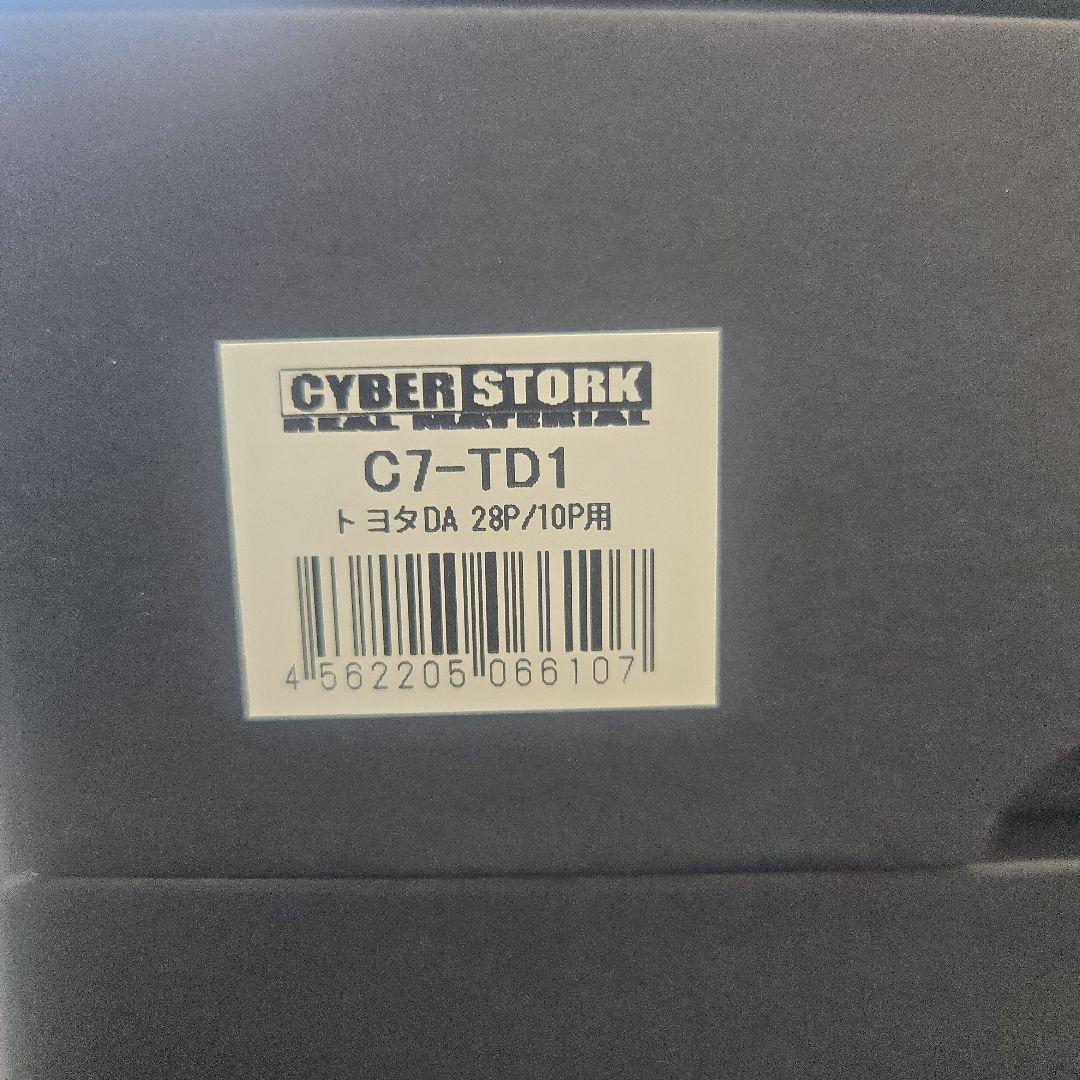 CYBER STORK
REAL MATERIAL
C7-TD1
トヨタDA 28P/10P用
4 562205 066107